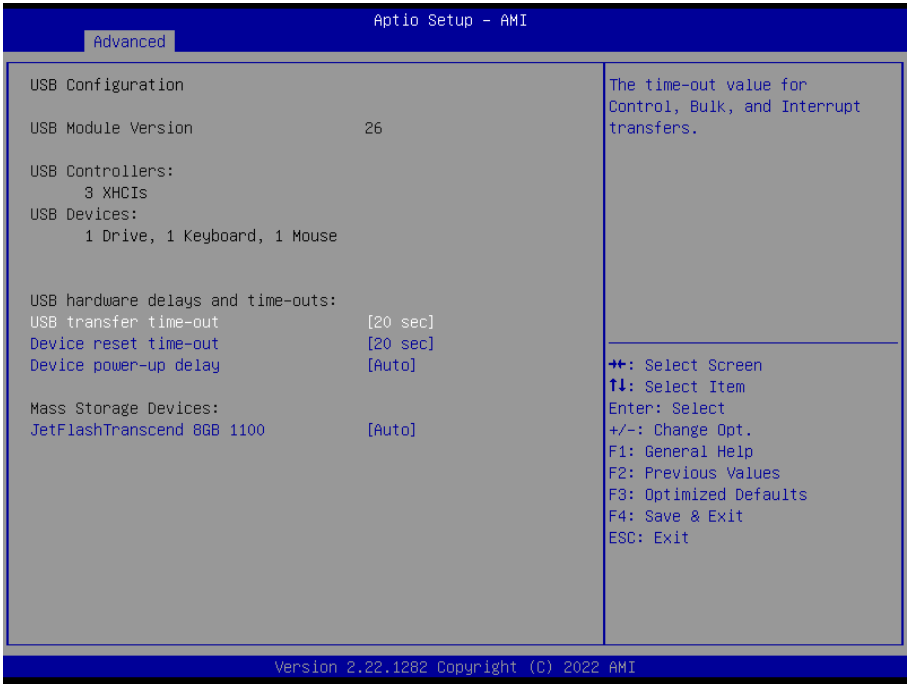 Aptio Setup – AMI
Advanced
USB Configuration
USB Module Version 26
USB Controllers:
3 XHCIs
USB Devices:
1 Drive, 1 Keyboard, 1 Mouse
USB hardware delays and time-outs:
USB transfer time-out [20 sec]
Device reset time-out [20 sec]
Device power-up delay [Auto]
Mass Storage Devices:
JetFlashTranscend 8GB 1100 [Auto]
The time-out value for
Control, Bulk, and Interrupt
transfers.
→←: Select Screen
↑↓: Select Item
Enter: Select
+/-: Change Opt.
F1: General Help
F2: Previous Values
F3: Optimized Defaults
F4: Save & Exit
ESC: Exit
Version 2.22.1282 Copyright (C) 2022 AMI